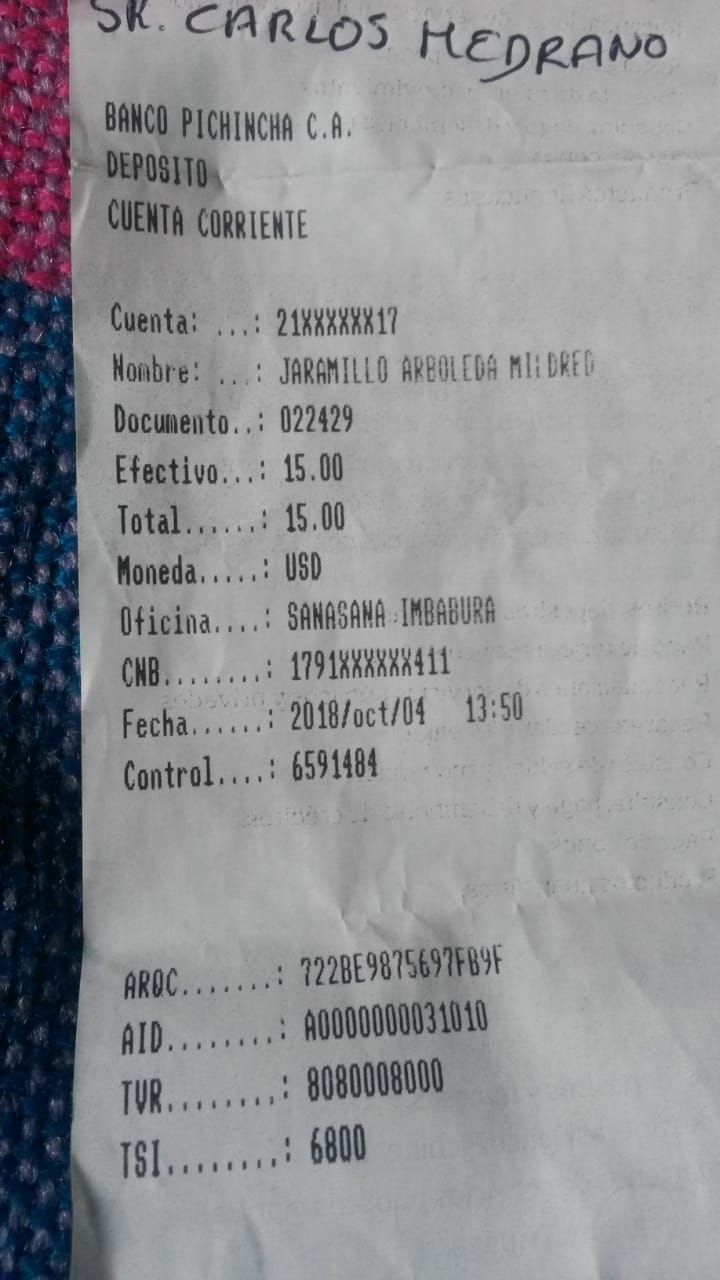 SR. CARLOS MEDRANO
BANCO PICHINCHA C.A.
DEPOSITO
CUENTA CORRIENTE
Cuenta: ...: 21XXXXXX17
Nombre: ...: JARAMILLO ARBOLEDA MILDRED
Documento..: 022429
Efectivo...: 15.00
Total......: 15.00
Moneda.....: USD
Oficina....: SANASANA IMBABURA
CNB........: 1791XXXXXX411
Fecha......: 2018/oct/04 13:50
Control....: 6591484
ARQC.......: 722BE9875697FB9F
AID........: A0000000031010
TVR........: 8080008000
TSI........: 6800